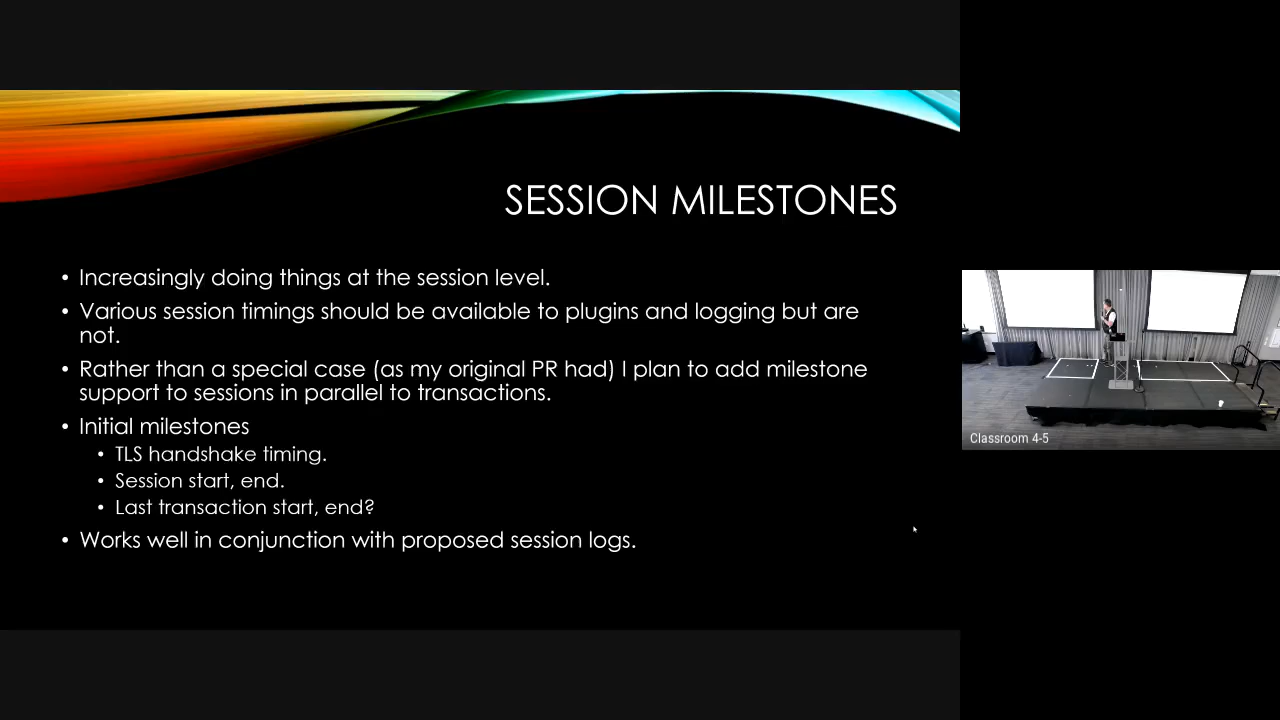 SESSION MILESTONES
• Increasingly doing things at the session level.
• Various session timings should be available to plugins and logging but are
not.
• Rather than a special case (as my original PR had) I plan to add milestone
support to sessions in parallel to transactions.
• Initial milestones
• TLS handshake timing.
• Session start, end.
• Last transaction start, end?
• Works well in conjunction with proposed session logs.
Classroom 4-5